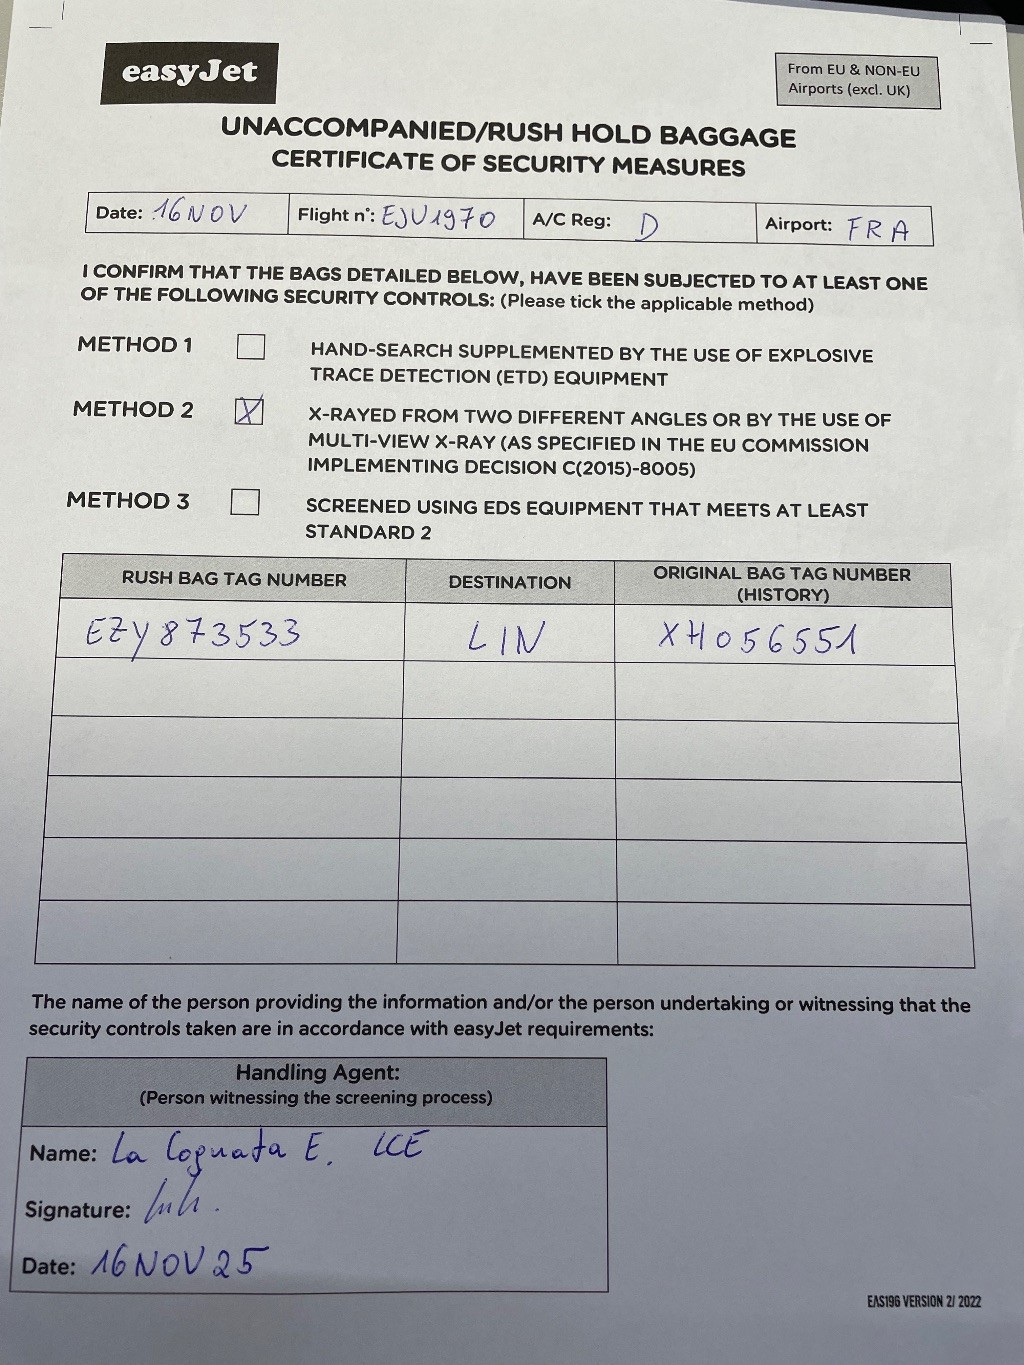 easyJet
From EU & NON-EU
Airports (excl. UK)
UNACCOMPANIED/RUSH HOLD BAGGAGE
CERTIFICATE OF SECURITY MEASURES
Date: 16 NOV Flight n°: EJU1970 A/C Reg: D Airport: FRA
I CONFIRM THAT THE BAGS DETAILED BELOW, HAVE BEEN SUBJECTED TO AT LEAST ONE
OF THE FOLLOWING SECURITY CONTROLS: (Please tick the applicable method)
METHOD 1 HAND-SEARCH SUPPLEMENTED BY THE USE OF EXPLOSIVE
TRACE DETECTION (ETD) EQUIPMENT
METHOD 2 X X-RAYED FROM TWO DIFFERENT ANGLES OR BY THE USE OF
MULTI-VIEW X-RAY (AS SPECIFIED IN THE EU COMMISSION
IMPLEMENTING DECISION C(2015)-8005)
METHOD 3 SCREENED USING EDS EQUIPMENT THAT MEETS AT LEAST
STANDARD 2
RUSH BAG TAG NUMBER DESTINATION ORIGINAL BAG TAG NUMBER
(HISTORY)
EZY873533 LIN XH056551
The name of the person providing the information and/or the person undertaking or witnessing that the
security controls taken are in accordance with easyJet requirements:
Handling Agent:
(Person witnessing the screening process)
Name: La Cognata E. ICE
Signature:
Date: 16 NOV 25
EAS196 VERSION 2/ 2022